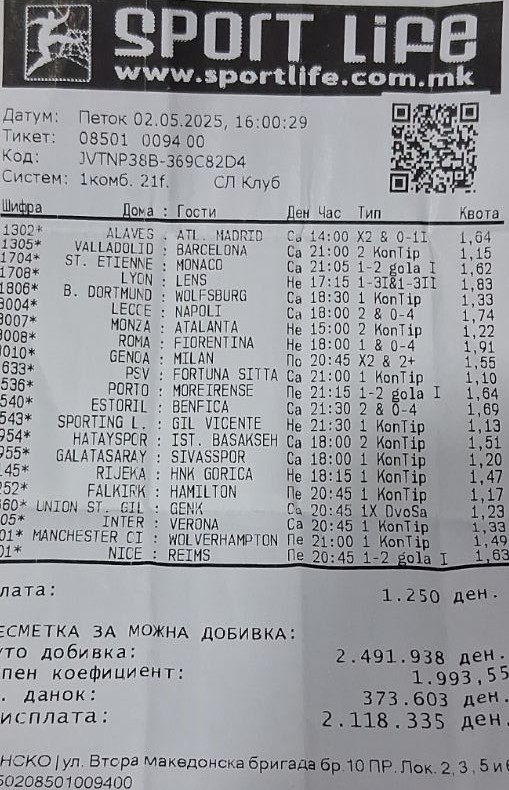 SPORT LIFE
www.sportlife.com.mk
Датум: Петок 02.05.2025, 16:00:29
Тикет: 08501 0094 00
Код: JVTNP38B-369C82D4
Систем: 1комб. 21f. СЛ Клуб
Шифра Дома : Гости Ден Час Тип Квота
1302* ALAVES : ATL. MADRID Са 14:00 X2 & 0-1I 1,64
1305* VALLADOLID : BARCELONA Са 21:00 2 KonTip 1,15
1704* ST. ETIENNE : MONACO Са 21:05 1-2 gola I 1,62
1708* LYON : LENS Не 17:15 1-3I&1-3II 1,83
1806* B. DORTMUND : WOLFSBURG Са 18:30 1 KonTip 1,33
3004* LECCE : NAPOLI Са 18:00 2 & 0-4 1,74
3007* MONZA : ATALANTA Не 15:00 2 KonTip 1,22
3008* ROMA : FIORENTINA Не 18:00 1 & 0-4 1,91
3010* GENOA : MILAN По 20:45 X2 & 2+ 1,55
633* PSV : FORTUNA SITTA Са 21:00 1 KonTip 1,10
536* PORTO : MOREIRENSE Пе 21:15 1-2 gola I 1,64
540* ESTORIL : BENFICA Са 21:30 2 & 0-4 1,69
543* SPORTING L. : GIL VICENTE Не 21:30 1 KonTip 1,13
954* HATAYSPOR : IST. BASAKSEH Са 18:00 2 KonTip 1,51
955* GALATASARAY : SIVASSPOR Са 18:00 1 KonTip 1,20
145* RIJEKA : HNK GORICA Не 18:15 1 KonTip 1,47
252* FALKIRK : HAMILTON Пе 20:45 1 KonTip 1,17
60* UNION ST. GIL : GENK Са 20:45 1X DvoSa 1,23
05* INTER : VERONA Са 20:45 1 KonTip 1,33
01* MANCHESTER CI : WOLVERHAMPTON Пе 21:00 1 KonTip 1,49
01* NICE : REIMS Пе 20:45 1-2 gola I 1,63
лата: 1.250 ден.
ЕСМЕТКА ЗА МОЖНА ДОБИВКА:
уто добивка: 2.491.938 ден.
пен коефициент: 1.993,55
. данок: 373.603 ден.
исплата: 2.118.335 ден.
НСКО | ул. Втора Македонска бригада бр.10 ПР. Лок. 2, 3 , 5 и
50208501009400